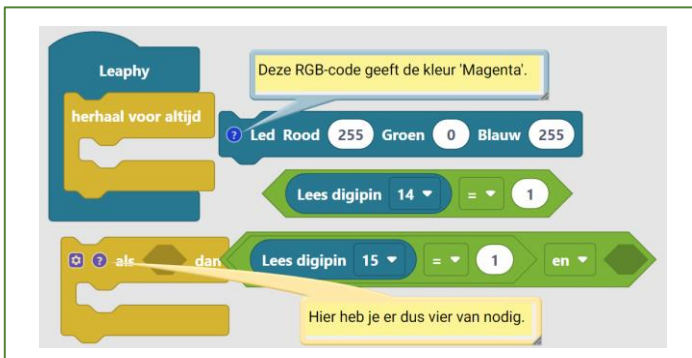 Leaphy
Deze RGB-code geeft de kleur 'Magenta'.
herhaal voor altijd
? Led Rood 255 Groen 0 Blauw 255
Lees digipin 14 = 1
? als dan Lees digipin 15 = 1 en
Hier heb je er dus vier van nodig.